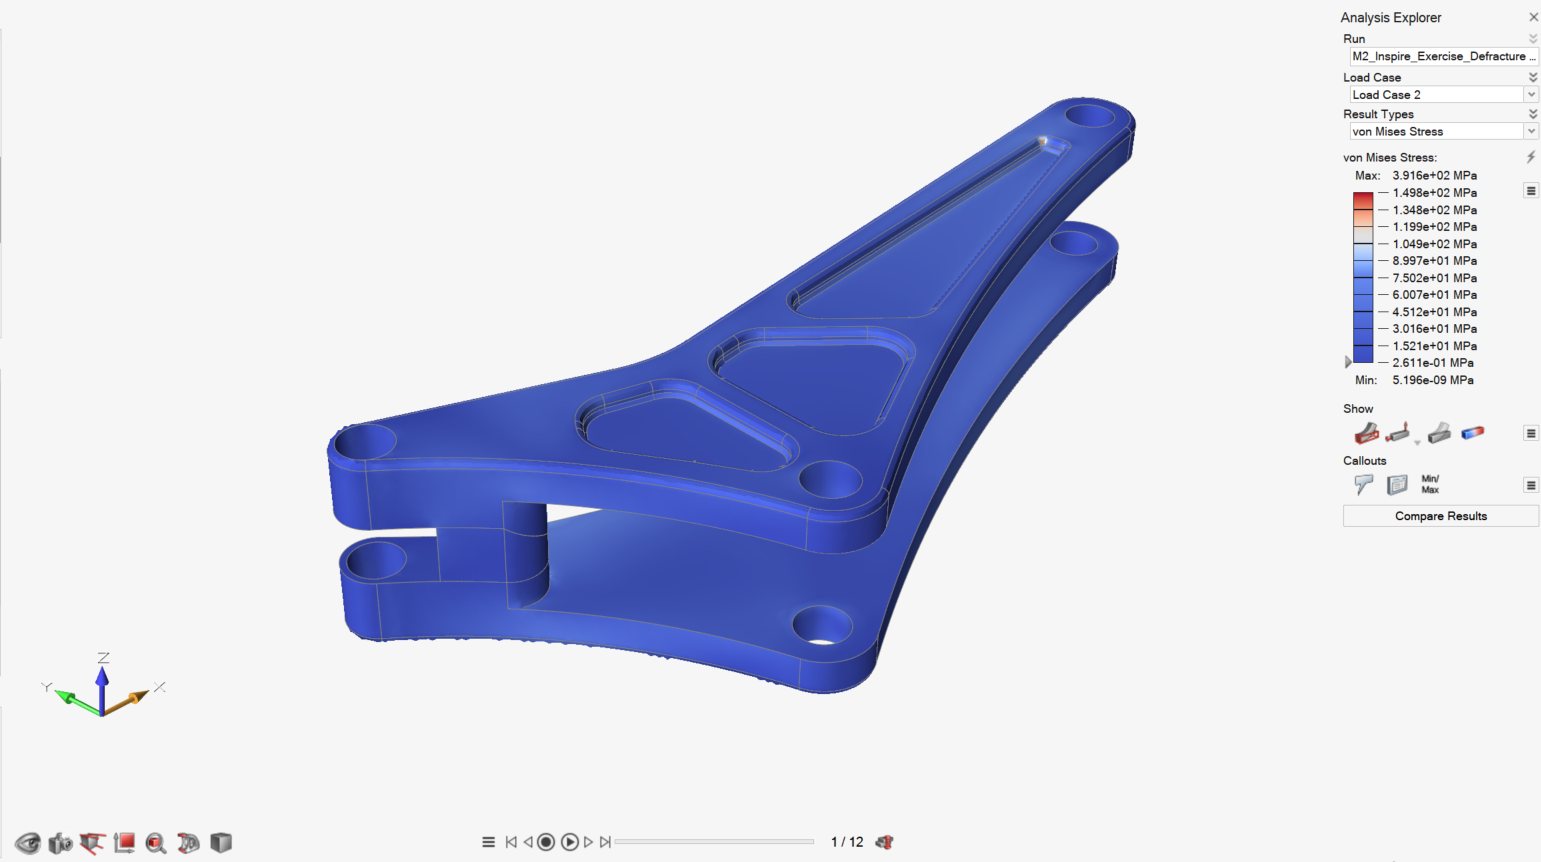 Analysis Explorer
Run
M2_Inspire_Exercise_Defracture ...
Load Case
Load Case 2
Result Types
von Mises Stress
von Mises Stress:
Max: 3.916e+02 MPa
1.498e+02 MPa
1.348e+02 MPa
1.199e+02 MPa
1.049e+02 MPa
8.997e+01 MPa
7.502e+01 MPa
6.007e+01 MPa
4.512e+01 MPa
3.016e+01 MPa
1.521e+01 MPa
2.611e-01 MPa
Min: 5.196e-09 MPa
Show
Callouts
Min/
Max
Compare Results
Z
Y
X
1 / 12